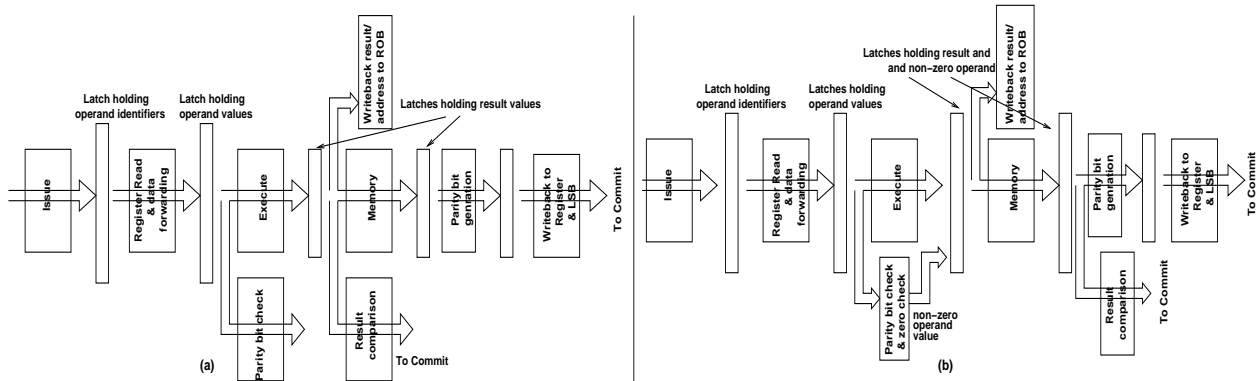 Writeback result/
address to ROB
Latch holding
operand identifiers
Latch holding
operand values
Latches holding result values
Issue
Register Read
& data
forwarding
Execute
Memory
Parity bit
genration
Writeback to
Register
& LSB
To Commit
Parity bit check
Result
comparison
To Commit
(a)
Latches holding result and
and non-zero operand
Writeback result/
address to ROB
Latch holding
operand identifiers
Latches holding
operand values
Issue
Register Read
& data
forwarding
Execute
Memory
Parity bit
genration
Writeback to
Register
& LSB
To Commit
Parity bit check
& zero check
non-zero
operand
value
Result
comparison
To Commit
(b)